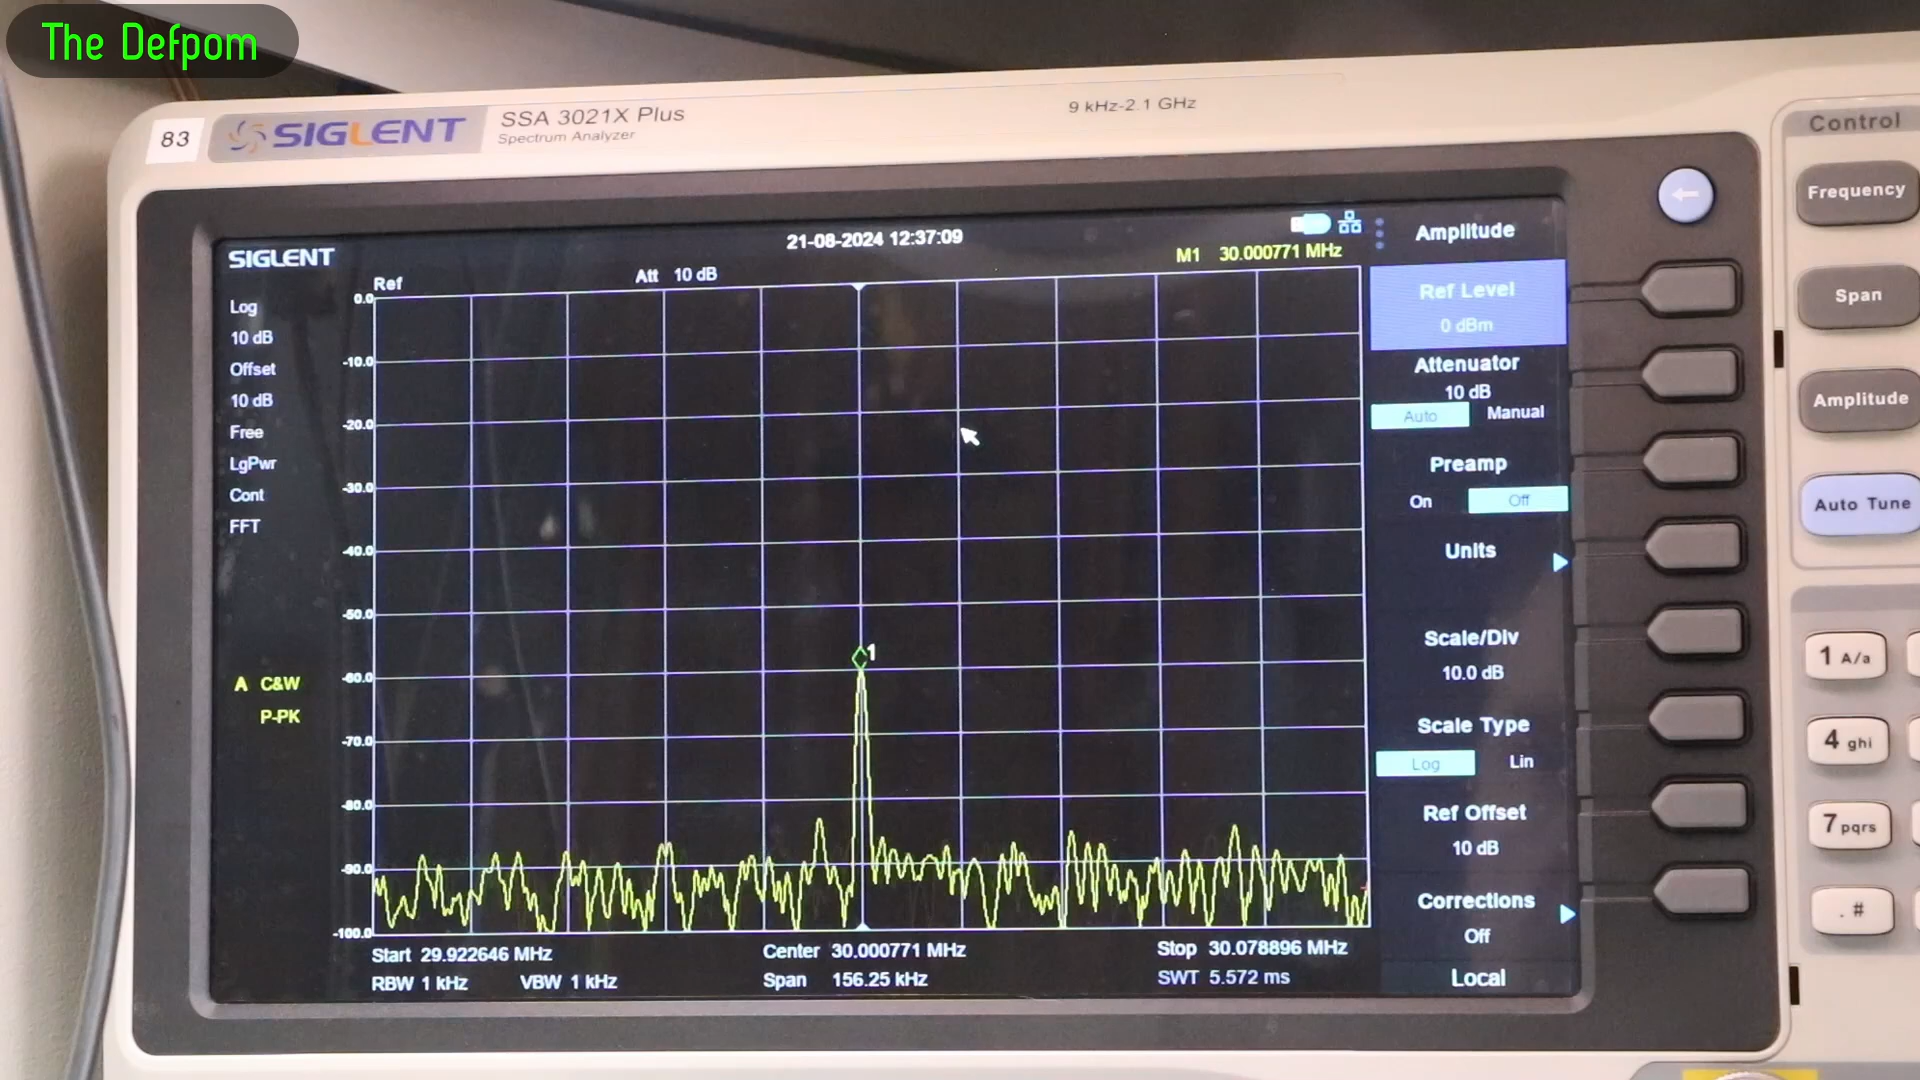 The Defpom
83
SIGLENT
SSA 3021X Plus
Spectrum Analyzer
9 kHz-2.1 GHz
Control
Frequency
Span
Amplitude
Auto Tune
1 A/a
4 ghi
7 pqrs
. #
SIGLENT
21-08-2024 12:37:09
M1 30.000771 MHz
Ref
Att 10 dB
Log
10 dB
Offset
10 dB
Free
LgPwr
Cont
FFT
A C&W
P-PK
0.0
-10.0
-20.0
-30.0
-40.0
-50.0
-60.0
-70.0
-80.0
-90.0
-100.0
1
Start 29.922646 MHz
Center 30.000771 MHz
Stop 30.078896 MHz
RBW 1 kHz
VBW 1 kHz
Span 156.25 kHz
SWT 5.572 ms
Amplitude
Ref Level
0 dBm
Attenuator
10 dB
Auto Manual
Preamp
On Off
Units
Scale/Div
10.0 dB
Scale Type
Log Lin
Ref Offset
10 dB
Corrections
Off
Local